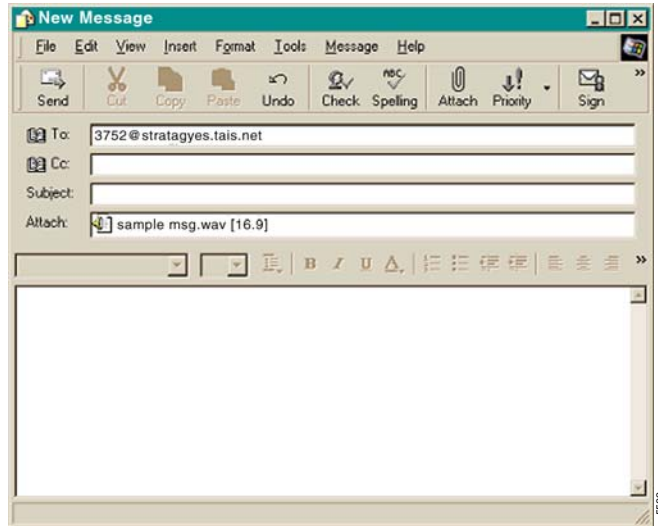 New Message
File Edit View Insert Format Tools Message Help
Send Cut Copy Paste Undo Check Spelling Attach Priority Sign
To: 3752@stratagyes.tais.net
Cc:
Subject:
Attach: sample msg.wav [16.9]
B I U A